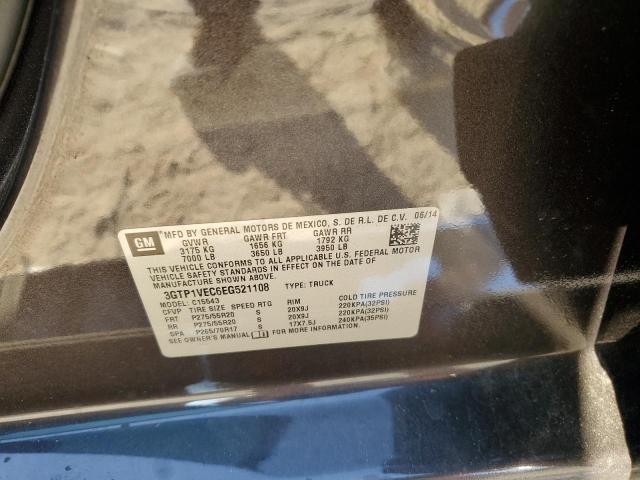 GM MFD BY GENERAL MOTORS DE MEXICO, S. DE R.L. DE C.V. 06/14
GVWR GAWR FRT GAWR RR
3175 KG 1656 KG 1792 KG
7000 LB 3650 LB 3950 LB
THIS VEHICLE CONFORMS TO ALL APPLICABLE U.S. FEDERAL MOTOR
VEHICLE SAFETY STANDARDS IN EFFECT ON THE DATE OF
MANUFACTURE SHOWN ABOVE.
3GTP1VEC6EG521108 TYPE: TRUCK
MODEL: C15543
CFVP TIRE SIZE SPEED RTG RIM COLD TIRE PRESSURE
FRT P275/55R20 S 20X9J 220KPA(32PSI)
RR P275/55R20 S 20X9J 220KPA(32PSI)
SPA P265/70R17 S 17X7.5J 240KPA(35PSI)
SEE OWNER'S MANUAL FOR ADDITIONAL INFORMATION